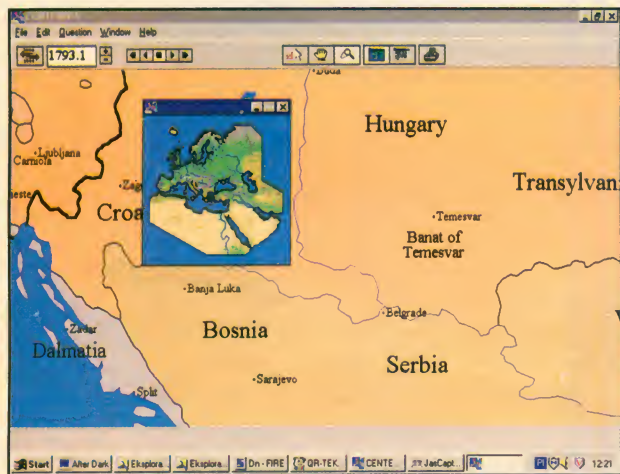 File Edit Question Window Help
1793.1
Buda
Hungary
Ljubljana
Carniola
Transylvan
Zag
Croa
Temesvar
Banat of
Temesvar
Banja Luka
Belgrade
Zadar
Bosnia
Dalmatia
Serbia
Split
Sarajevo
Start After Dark Eksplora... Eksplora... Dn - FIRE QR-TEK. CENTE... JasCapt... PI 12:21